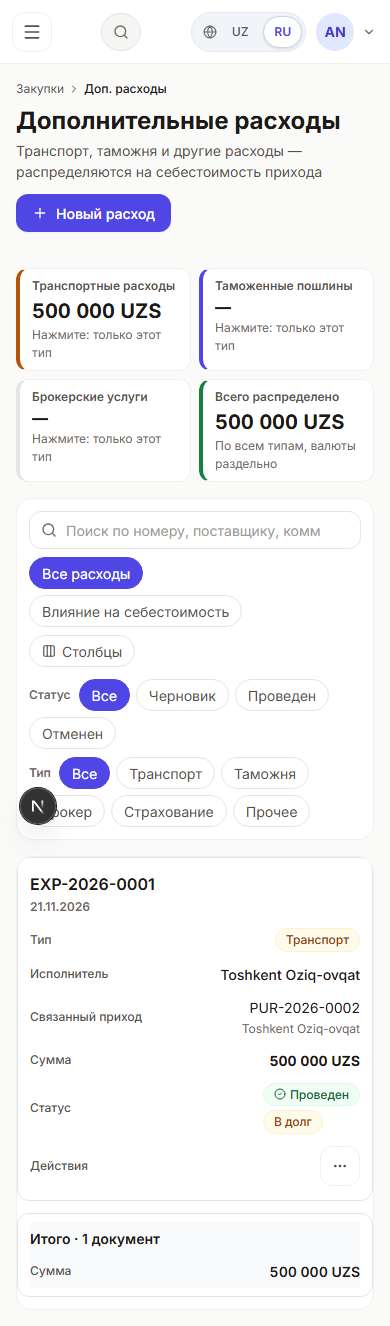 UZ
RU
AN
Закупки > Доп. расходы
Дополнительные расходы
Транспорт, таможня и другие расходы —
распределяются на себестоимость прихода
+ Новый расход
Транспортные расходы
500 000 UZS
Нажмите: только этот
тип
Таможенные пошлины
—
Нажмите: только этот
тип
Брокерские услуги
—
Нажмите: только этот
тип
Всего распределено
500 000 UZS
По всем типам, валюты
раздельно
Поиск по номеру, поставщику, комм
Все расходы
Влияние на себестоимость
Столбцы
Статус Все Черновик Проведен
Отменен
Тип Все Транспорт Таможня
N Страхование Прочее
EXP-2026-0001
21.11.2026
Тип Транспорт
Исполнитель Toshkent Oziq-ovqat
Связанный приход PUR-2026-0002
Toshkent Oziq-ovqat
Сумма 500 000 UZS
Статус Проведен
В долг
Действия ...
Итого · 1 документ
Сумма 500 000 UZS